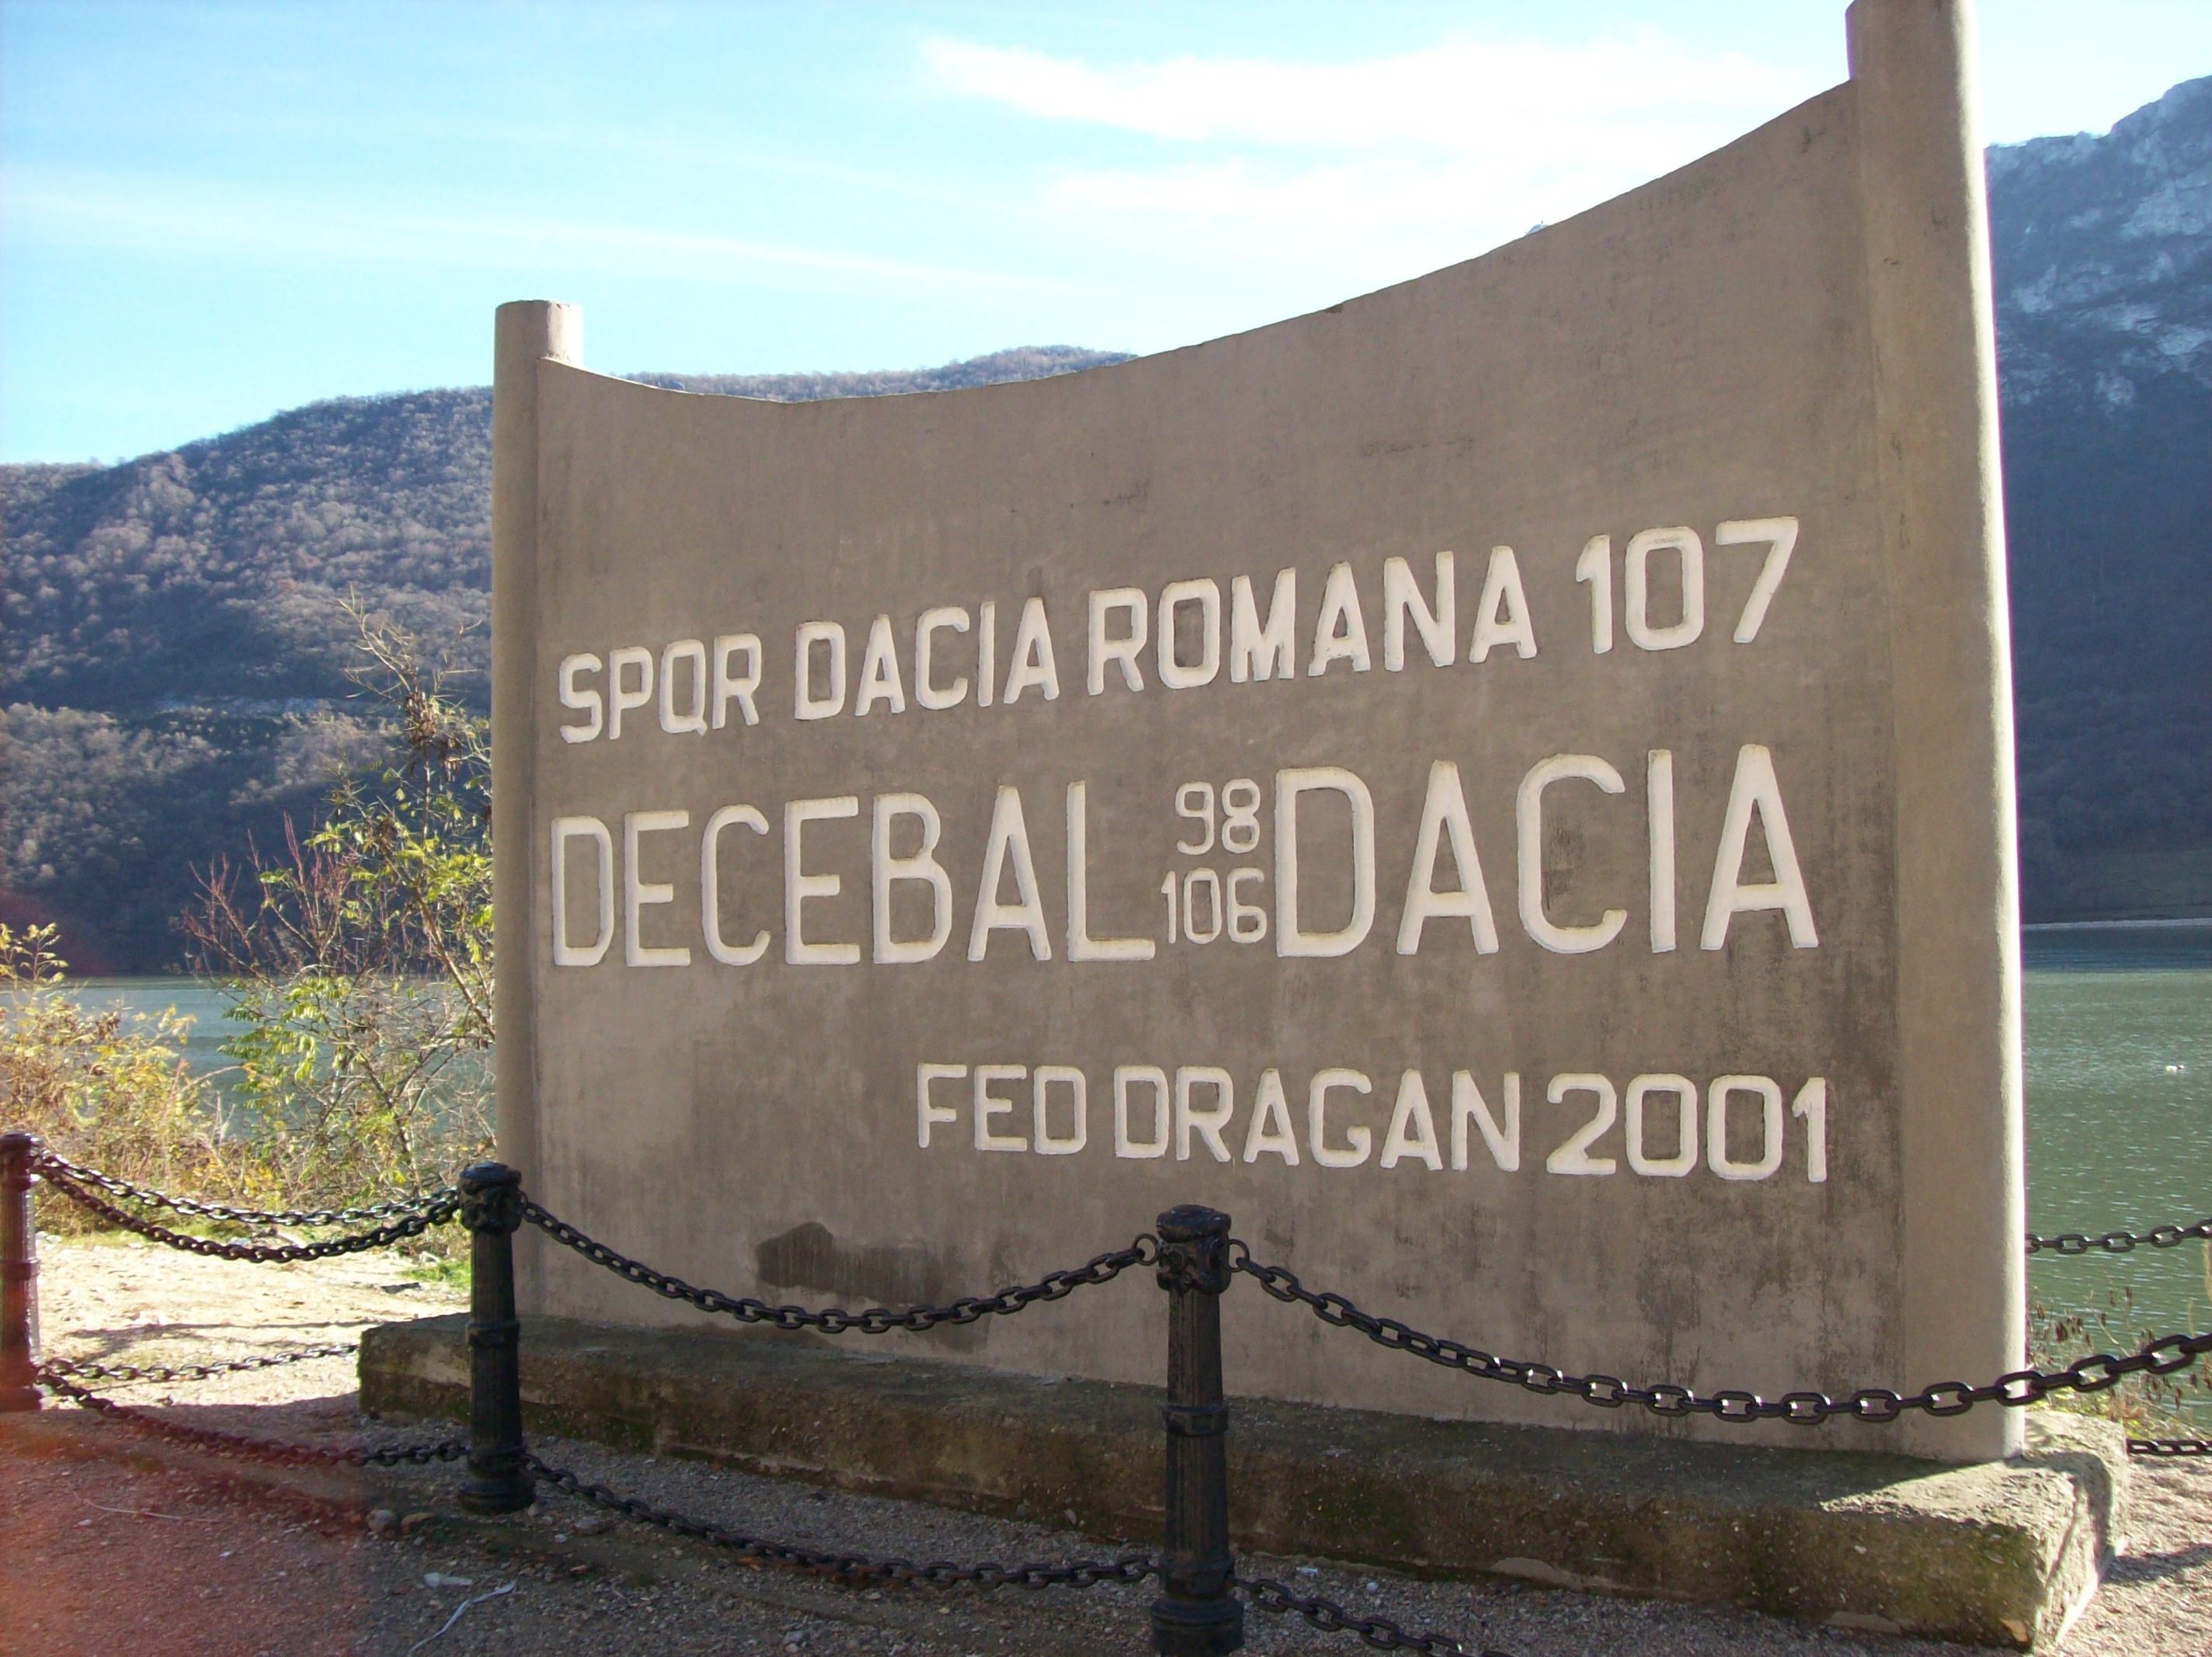 SPQR DACIA ROMANA 107
DECEBAL 98 106 DACIA
FED DRAGAN 2001